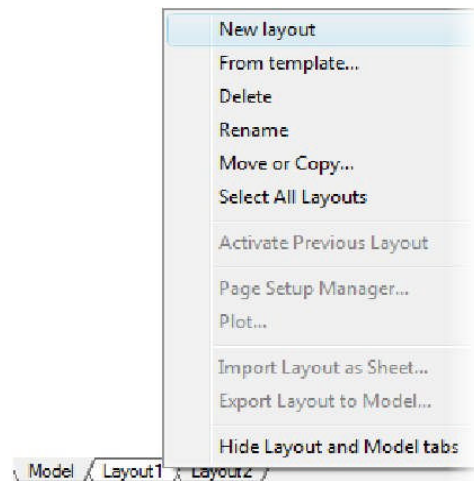 New layout
From template...
Delete
Rename
Move or Copy...
Select All Layouts
Activate Previous Layout
Page Setup Manager...
Plot...
Import Layout as Sheet...
Export Layout to Model...
Hide Layout and Model tabs
Model / Layout1 / Layout2 /